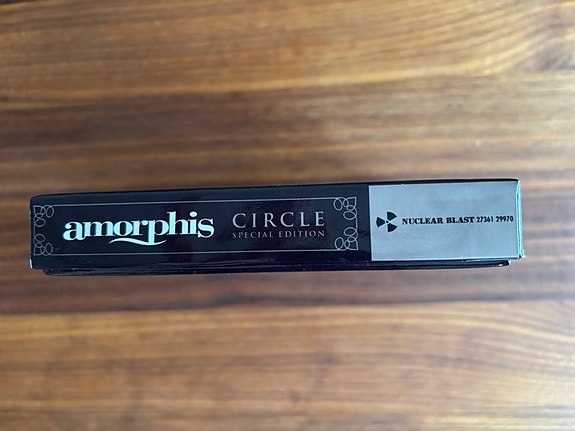 amorphis
CIRCLE
SPECIAL EDITION
NUCLEAR BLAST 27361 29970